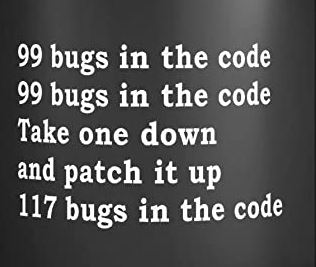 99 bugs in the code
99 bugs in the code
Take one down
and patch it up
117 bugs in the code